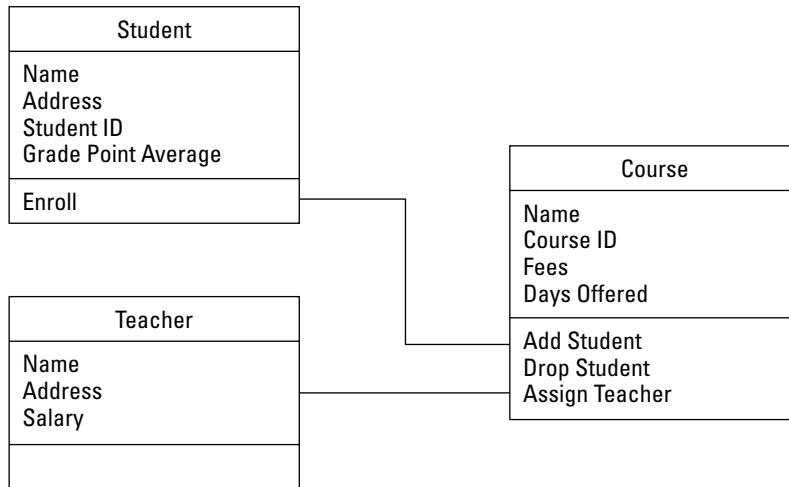 Student
Name
Address
Student ID
Grade Point Average
Enroll
Teacher
Name
Address
Salary
Course
Name
Course ID
Fees
Days Offered
Add Student
Drop Student
Assign Teacher